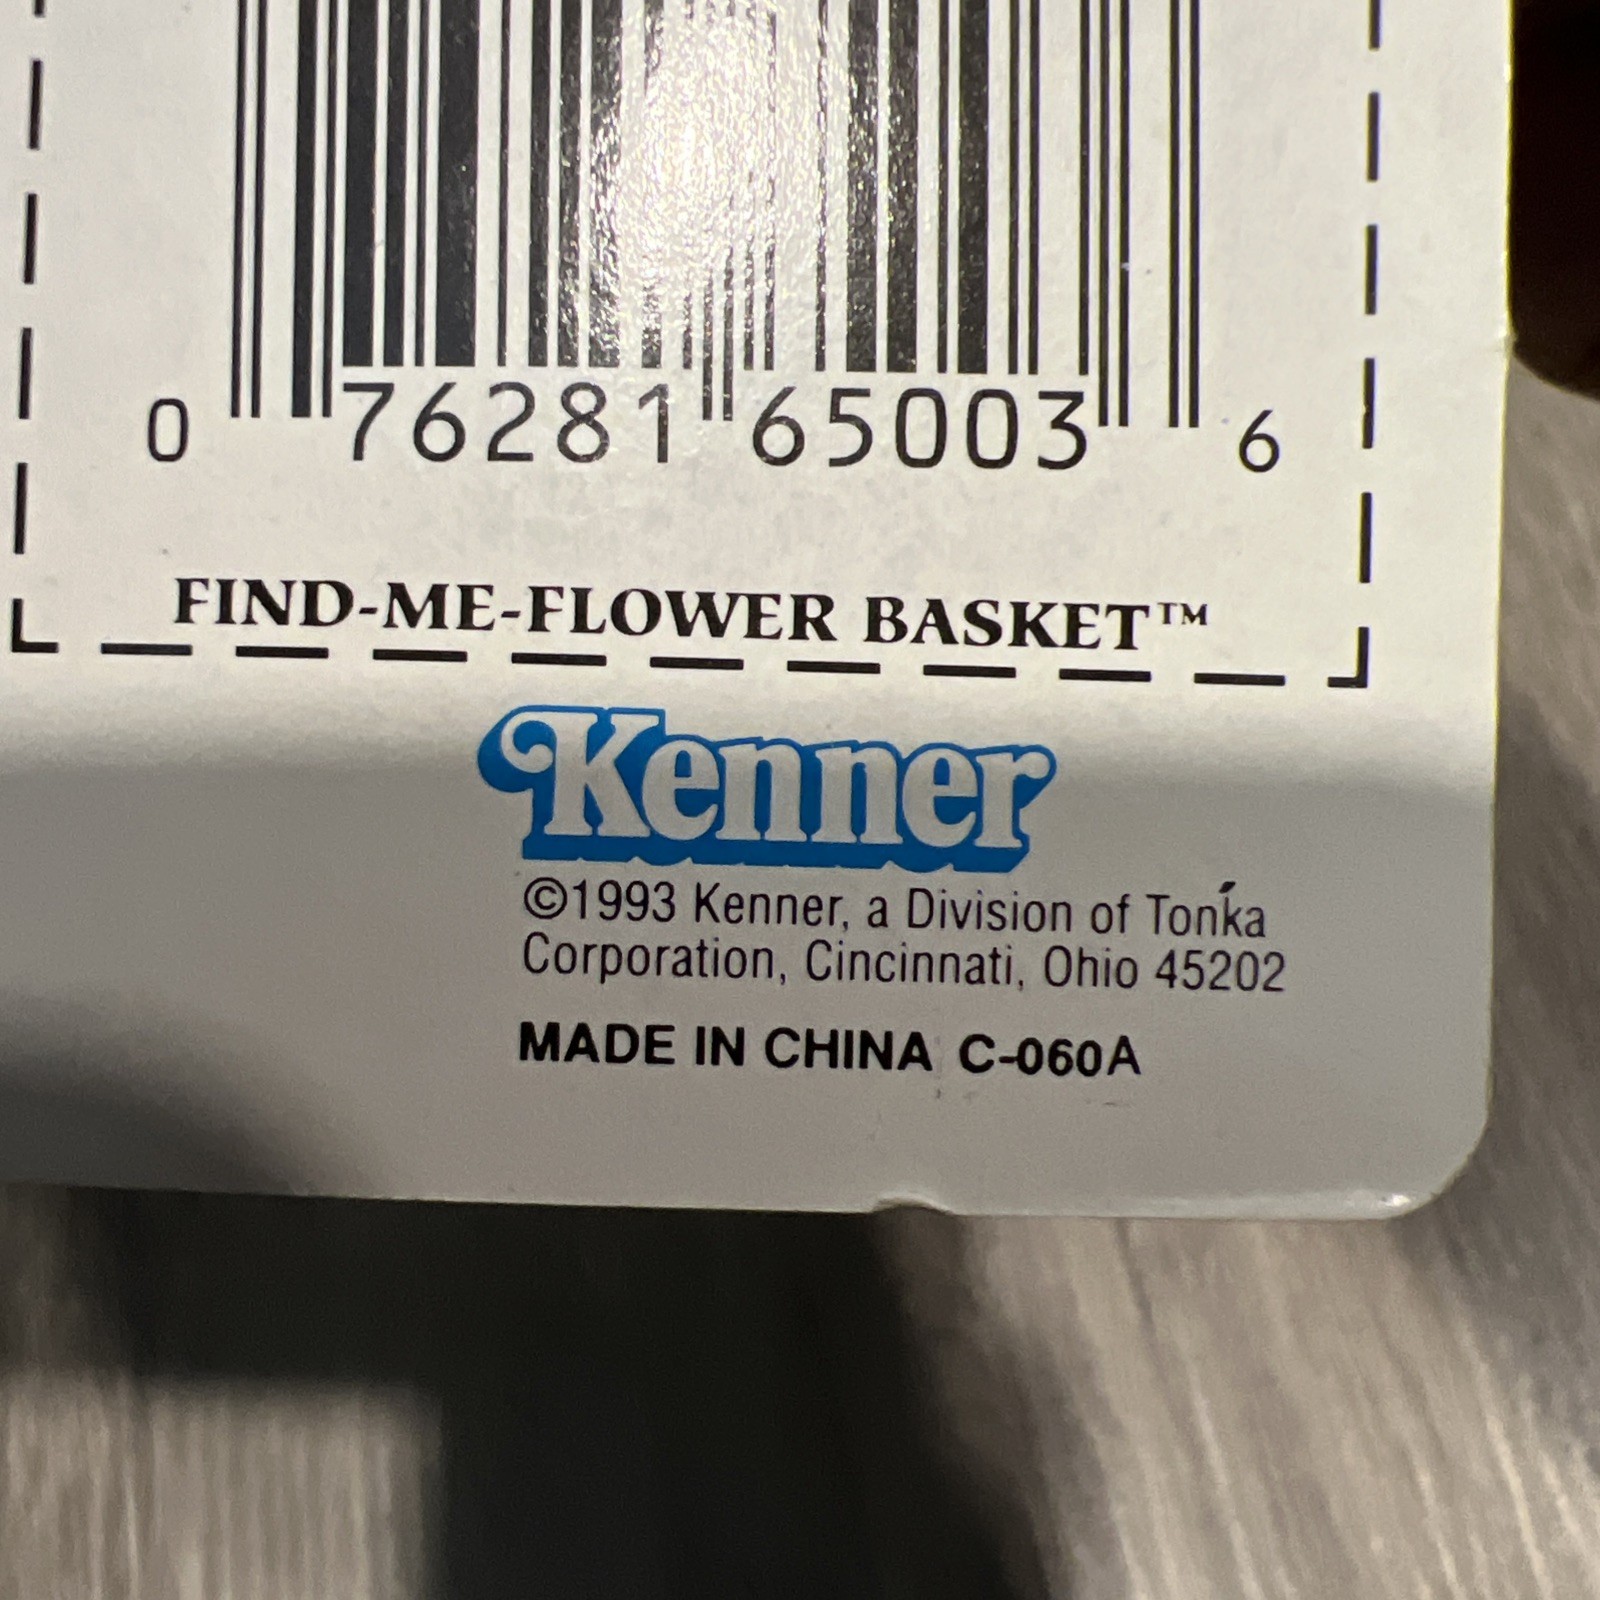 0 76281 65003 6
FIND-ME-FLOWER BASKET™
Kenner
©1993 Kenner, a Division of Tonka
Corporation, Cincinnati, Ohio 45202
MADE IN CHINA C-060A